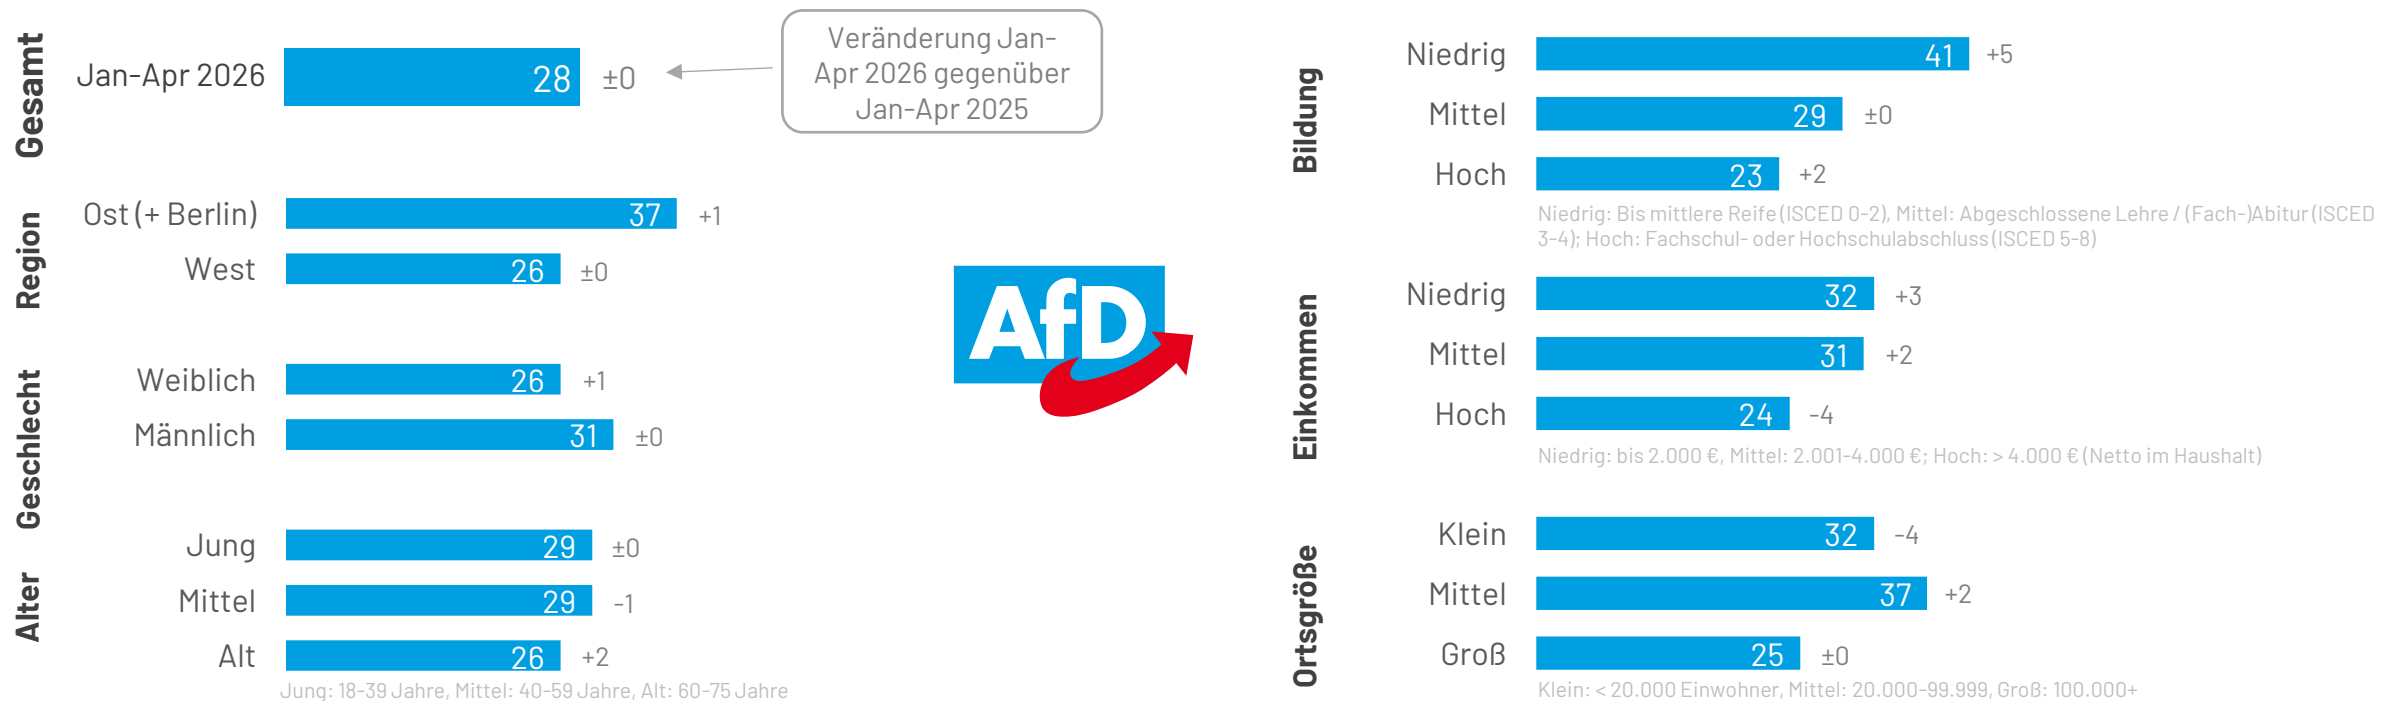 Gesamt
Jan-Apr 2026 28 ±0
Veränderung Jan-
Apr 2026 gegenüber
Jan-Apr 2025
Region
Ost (+ Berlin) 37 +1
West 26 ±0
Geschlecht
Weiblich 26 +1
Männlich 31 ±0
Alter
Jung 29 ±0
Mittel 29 -1
Alt 26 +2
Jung: 18-39 Jahre, Mittel: 40-59 Jahre, Alt: 60-75 Jahre
AfD
Bildung
Niedrig 41 +5
Mittel 29 ±0
Hoch 23 +2
Niedrig: Bis mittlere Reife (ISCED 0-2), Mittel: Abgeschlossene Lehre / (Fach-)Abitur (ISCED
3-4); Hoch: Fachschul- oder Hochschulabschluss (ISCED 5-8)
Einkommen
Niedrig 32 +3
Mittel 31 +2
Hoch 24 -4
Niedrig: bis 2.000 €, Mittel: 2.001-4.000 €; Hoch: > 4.000 € (Netto im Haushalt)
Ortsgröße
Klein 32 -4
Mittel 37 +2
Groß 25 ±0
Klein: < 20.000 Einwohner, Mittel: 20.000-99.999, Groß: 100.000+